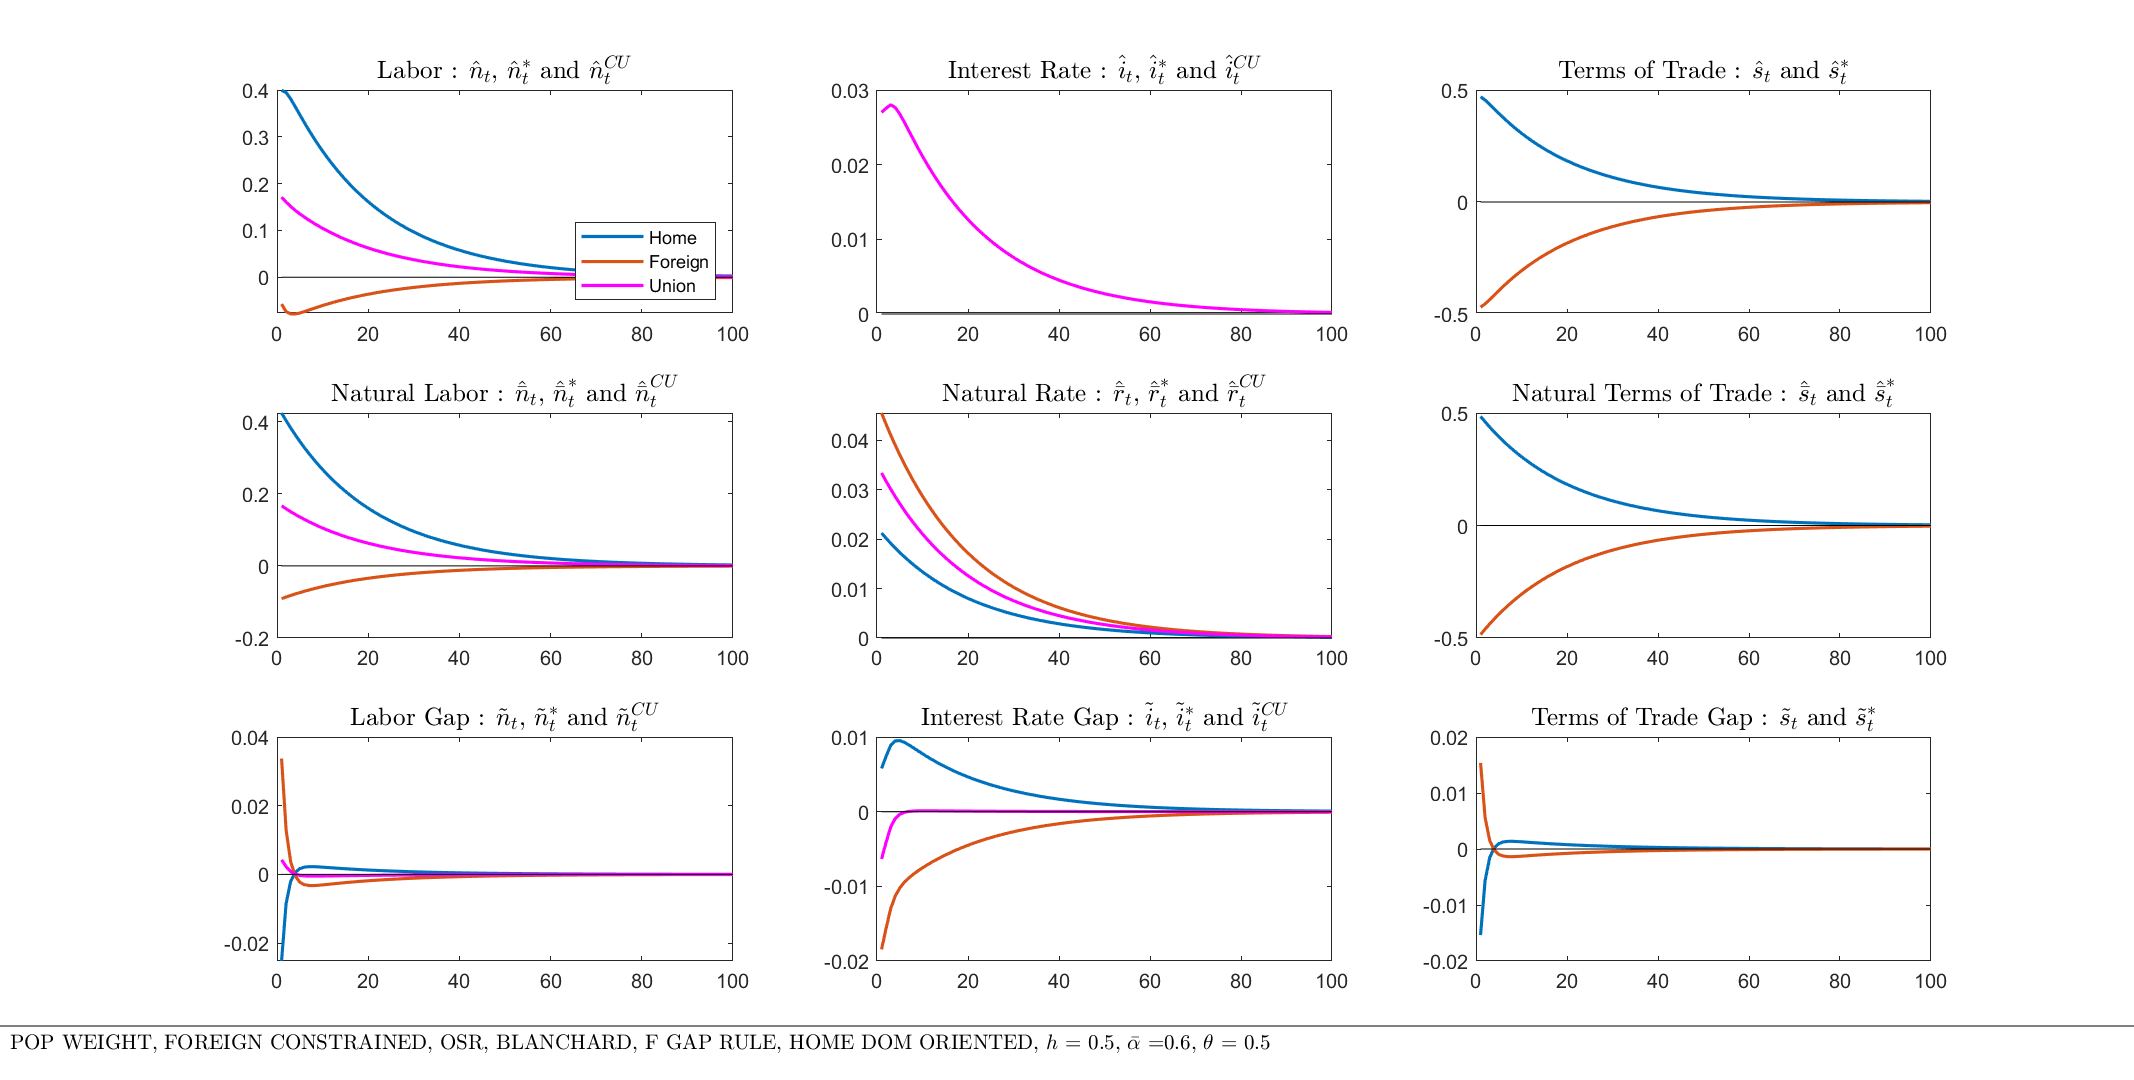 Labor : n̂ₜ, n̂ₜ* and n̂ₜ^CU
Interest Rate : îₜ, îₜ* and îₜ^CU
Terms of Trade : ŝₜ and ŝₜ*
0.4
0.3
0.2
0.1
0
0 20 40 60 80 100
Home
Foreign
Union
0.03
0.02
0.01
0
0 20 40 60 80 100
0.5
0
-0.5
0 20 40 60 80 100
Natural Labor : n̄̂ₜ, n̄̂ₜ* and n̄̂ₜ^CU
Natural Rate : r̄̂ₜ, r̄̂ₜ* and r̄̂ₜ^CU
Natural Terms of Trade : s̄̂ₜ and s̄̂ₜ*
0.4
0.2
0
-0.2
0 20 40 60 80 100
0.04
0.03
0.02
0.01
0
0 20 40 60 80 100
0.5
0
-0.5
0 20 40 60 80 100
Labor Gap : ñₜ, ñₜ* and ñₜ^CU
Interest Rate Gap : ĩₜ, ĩₜ* and ĩₜ^CU
Terms of Trade Gap : s̃ₜ and s̃ₜ*
0.04
0.02
0
-0.02
0 20 40 60 80 100
0.01
0
-0.01
-0.02
0 20 40 60 80 100
0.02
0.01
0
-0.01
-0.02
0 20 40 60 80 100
POP WEIGHT, FOREIGN CONSTRAINED, OSR, BLANCHARD, F GAP RULE, HOME DOM ORIENTED, h = 0.5, ᾱ =0.6, θ = 0.5